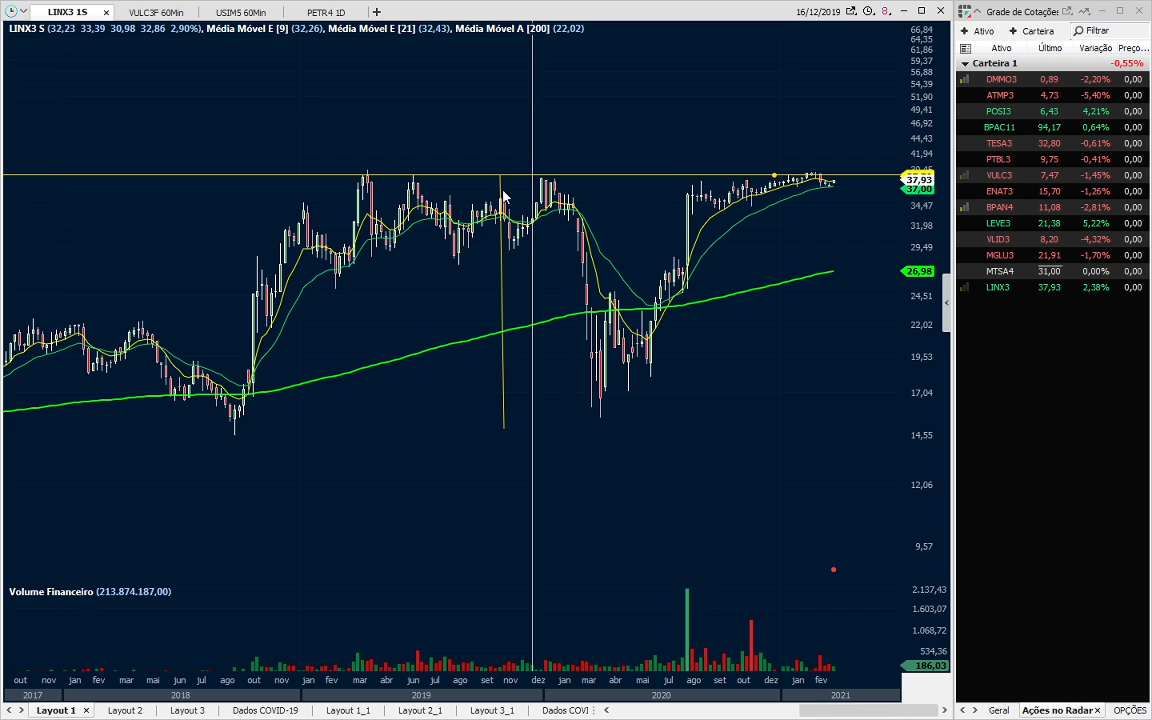 LINX3 1S × VULC3F 60Min USIM5 60Min PETR4 1D + 16/12/2019
LINX3 S (32,23 33,39 30,98 32,86 2,90%), Média Móvel E [9] (32,26), Média Móvel E [21] (32,43), Média Móvel A [200] (22,02)
66,84
64,35
61,86
59,37
56,88
54,39
51,90
49,41
46,92
44,43
41,94
37,93
37,00
34,47
31,98
29,49
26,98
24,51
22,02
19,53
17,04
14,55
12,06
9,57
Volume Financeiro (213.874.187,00)
2.137,43
1.603,07
1.068,72
534,36
186,03
out nov jan fev mar mai jun jul ago out nov jan fev mar mai jun jul ago set out nov dez jan mar abr mai jun jul ago set out dez jan fev
2017 2018 2019 2020 2021
Layout 1 × Layout 2 Layout 3 Dados COVID-19 Layout 1_1 Layout 2_1 Layout 3_1 Dados COVI
Grade de Cotações
+ Ativo + Carteira Filtrar
Ativo Último Variação Preço...
Carteira 1 -0,55%
DMMO3 0,89 -2,20% 0,00
ATMP3 4,73 -5,40% 0,00
POSI3 6,43 4,21% 0,00
BPAC11 94,17 0,64% 0,00
TESA3 32,80 -0,61% 0,00
PTBL3 9,75 -0,41% 0,00
VULC3 7,47 -1,45% 0,00
ENAT3 15,70 -1,26% 0,00
BPAN4 11,08 -2,81% 0,00
LEVE3 21,38 5,22% 0,00
VLID3 8,20 -4,32% 0,00
MGLU3 21,91 -1,70% 0,00
MTSA4 31,00 0,00% 0,00
LINX3 37,93 2,38% 0,00
Geral Ações no Radar × OPÇÕES